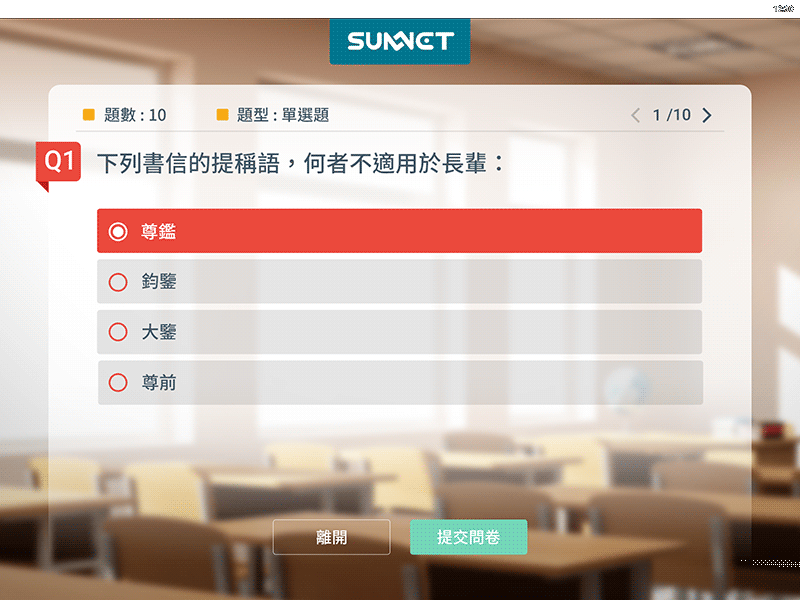 SUNNET
題數 : 10
題型 : 單選題
1 /10
Q1
下列書信的提稱語，何者不適用於長輩：
尊鑑
鈞鑒
大鑒
尊前
離開
提交問卷